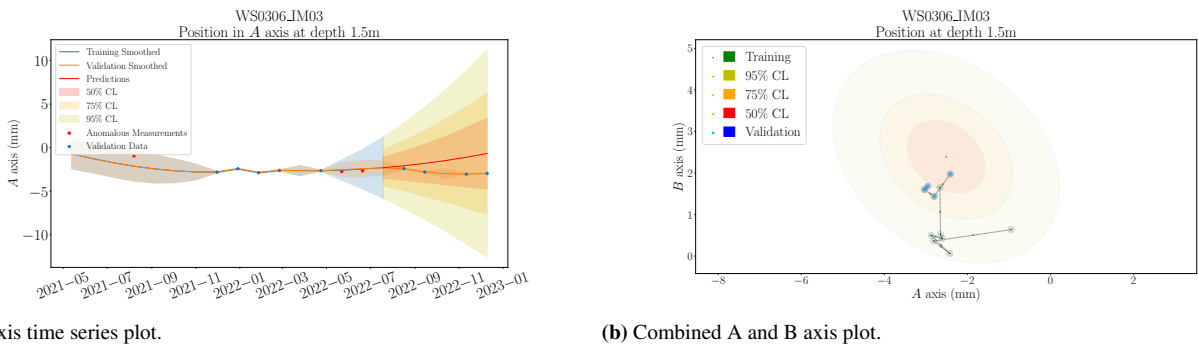 WS0306_IM03
Position in A axis at depth 1.5m
A axis (mm)
10
5
0
−5
−10
Training Smoothed
Validation Smoothed
Predictions
50% CL
75% CL
95% CL
Anomalous Measurements
Validation Data
2021−05
2021−07
2021−09
2021−11
2022−01
2022−03
2022−05
2022−07
2022−09
2022−11
2023−01
xis time series plot.
WS0306_IM03
Position at depth 1.5m
B axis (mm)
5
4
3
2
1
0
Training
95% CL
75% CL
50% CL
Validation
−8
−6
−4
−2
0
2
A axis (mm)
(b) Combined A and B axis plot.